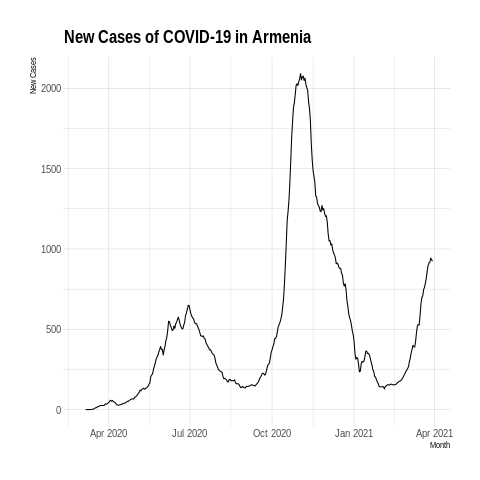 New Cases of COVID-19 in Armenia
New Cases
2000
1500
1000
500
0
Apr 2020 Jul 2020 Oct 2020 Jan 2021 Apr 2021
Month